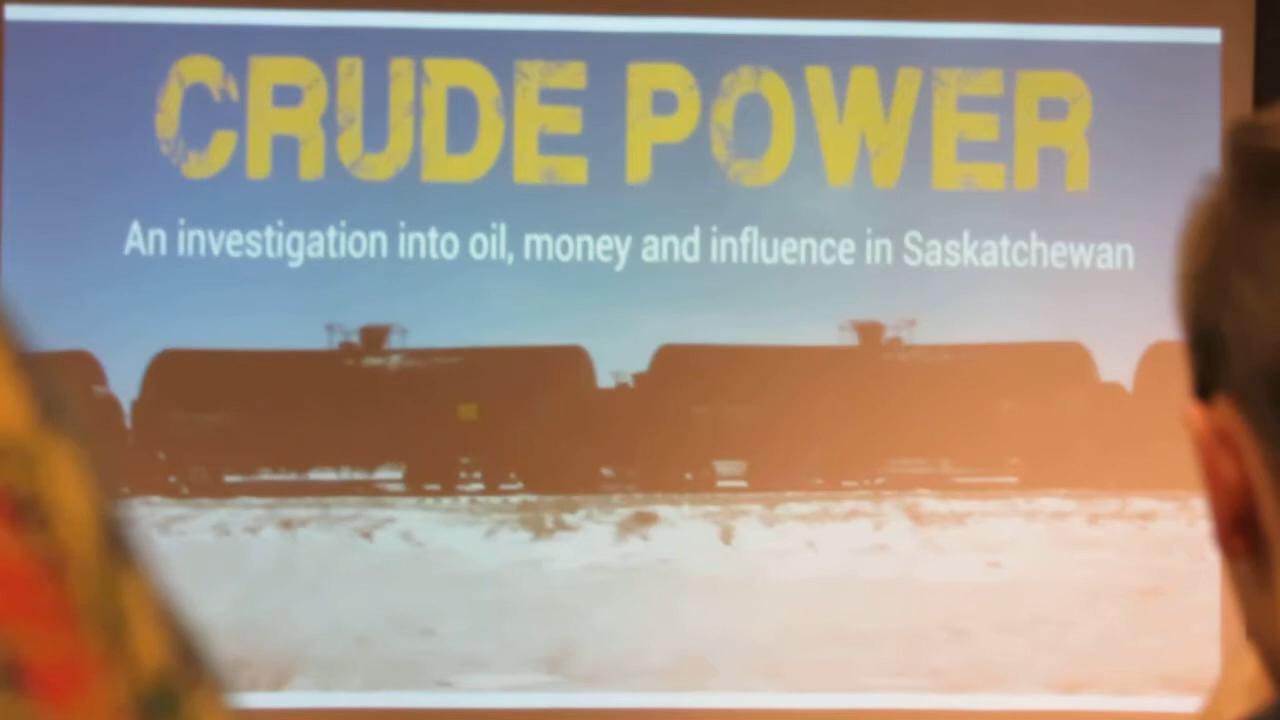 CRUDE POWER
An investigation into oil, money and influence in Saskatchewan